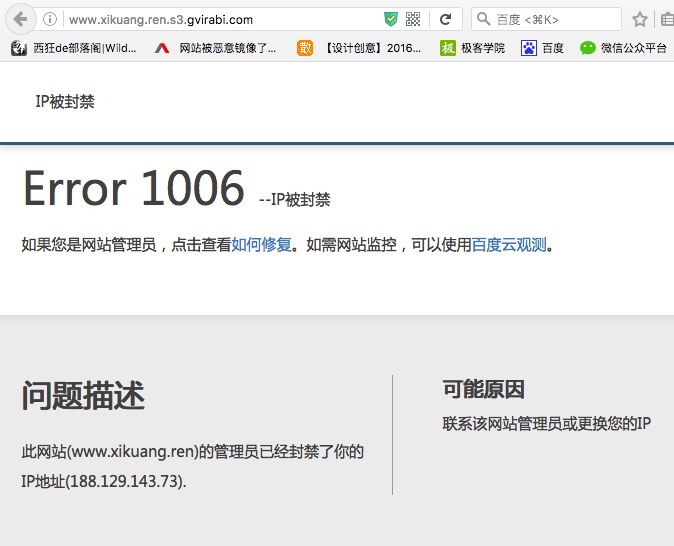 www.xikuang.ren.s3.gvirabi.com
百度 <⌘K>
西狂de部落阁|Wild...
网站被恶意镜像了...
散
【设计创意】2016...
极
极客学院
百度
微信公众平台
IP被封禁
Error 1006 --IP被封禁
如果您是网站管理员，点击查看如何修复。如需网站监控，可以使用百度云观测。
问题描述
此网站(www.xikuang.ren)的管理员已经封禁了你的
IP地址(188.129.143.73).
可能原因
联系该网站管理员或更换您的IP